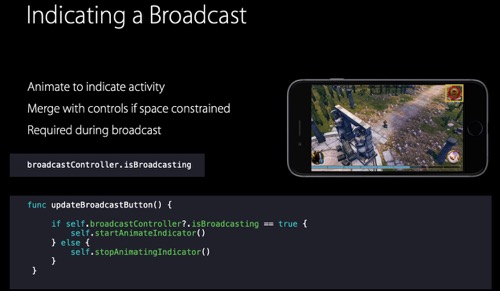 Indicating a Broadcast
Animate to indicate activity
Merge with controls if space constrained
Required during broadcast
broadcastController.isBroadcasting
func updateBroadcastButton() {
if self.broadcastController?.isBroadcasting == true {
self.startAnimateIndicator()
} else {
self.stopAnimatingIndicator()
}
}